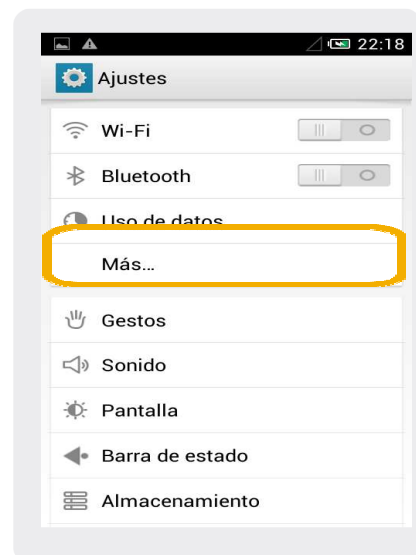 22:18
Ajustes
Wi-Fi
Bluetooth
Uso de datos
Más...
Gestos
Sonido
Pantalla
Barra de estado
Almacenamiento